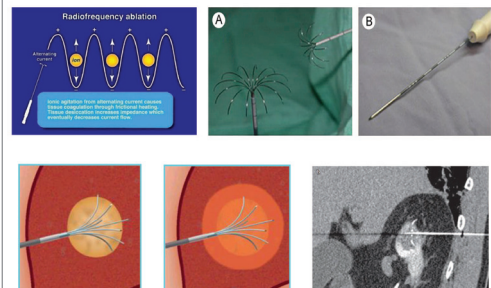 Radiofrequency ablation
Alternating
current
ion
Ionic agitation from alternating current causes
tissue coagulation through frictional heating.
Tissue desiccation increases impedance which
eventually decreases current flow.
A
B